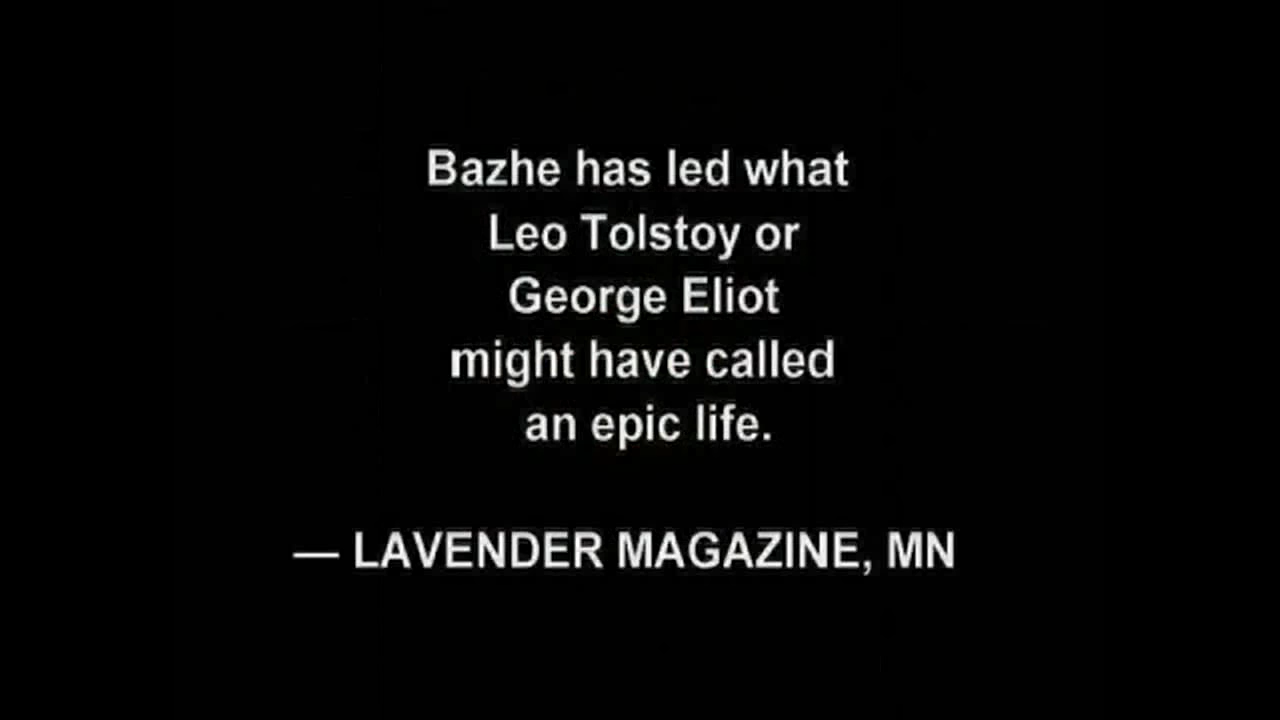 Bazhe has led what
Leo Tolstoy or
George Eliot
might have called
an epic life.
— LAVENDER MAGAZINE, MN